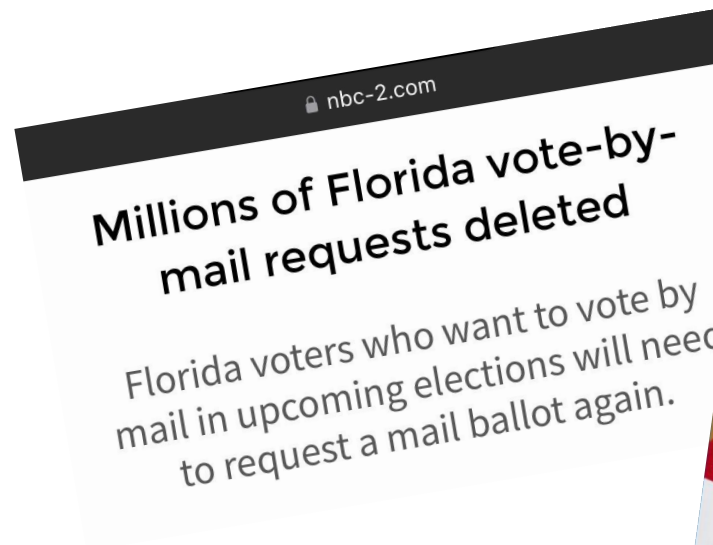 nbc-2.com
Millions of Florida vote-by-
mail requests deleted
Florida voters who want to vote by
mail in upcoming elections will need
to request a mail ballot again.